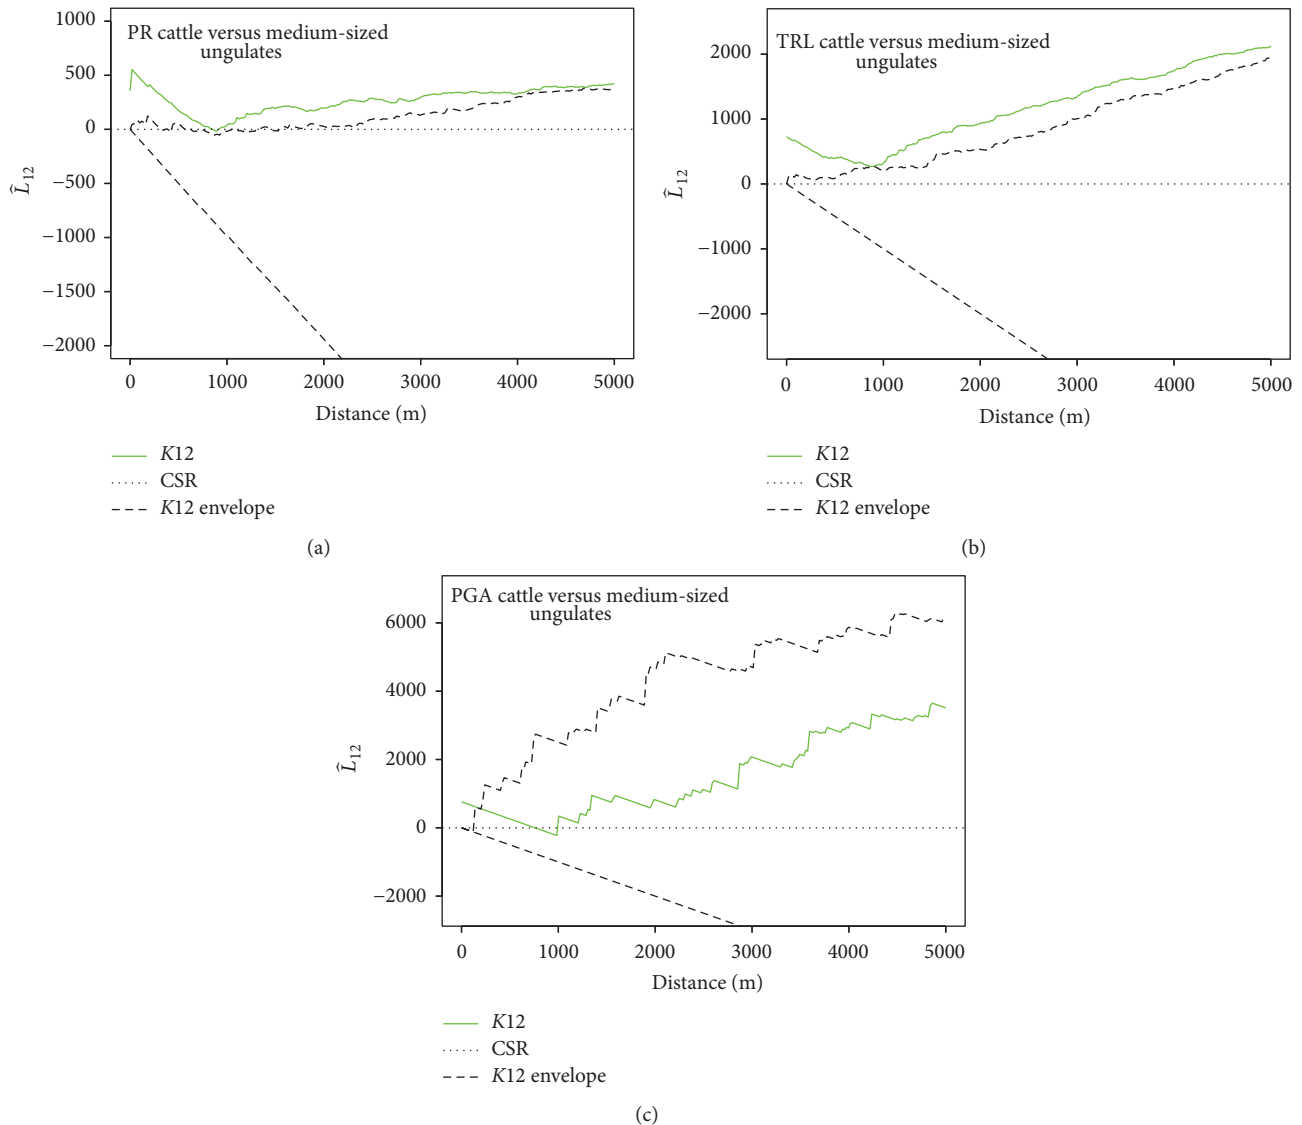 PR cattle versus medium-sized
ungulates
1000
500
0
−500
−1000
−1500
−2000
L̂12
0 1000 2000 3000 4000 5000
Distance (m)
K12
CSR
K12 envelope
(a)
TRL cattle versus medium-sized
ungulates
2000
1000
0
−1000
−2000
L̂12
0 1000 2000 3000 4000 5000
Distance (m)
K12
CSR
K12 envelope
(b)
PGA cattle versus medium-sized
ungulates
6000
4000
2000
0
−2000
L̂12
0 1000 2000 3000 4000 5000
Distance (m)
K12
CSR
K12 envelope
(c)